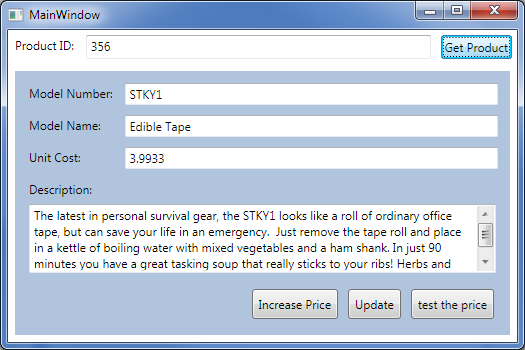 MainWindow
Product ID: 356 Get Product
Model Number: STKY1
Model Name: Edible Tape
Unit Cost: 3.9933
Description:
The latest in personal survival gear, the STKY1 looks like a roll of ordinary office
tape, but can save your life in an emergency.  Just remove the tape roll and place
in a kettle of boiling water with mixed vegetables and a ham shank. In just 90
minutes you have a great tasking soup that really sticks to your ribs! Herbs and
Increase Price Update test the price